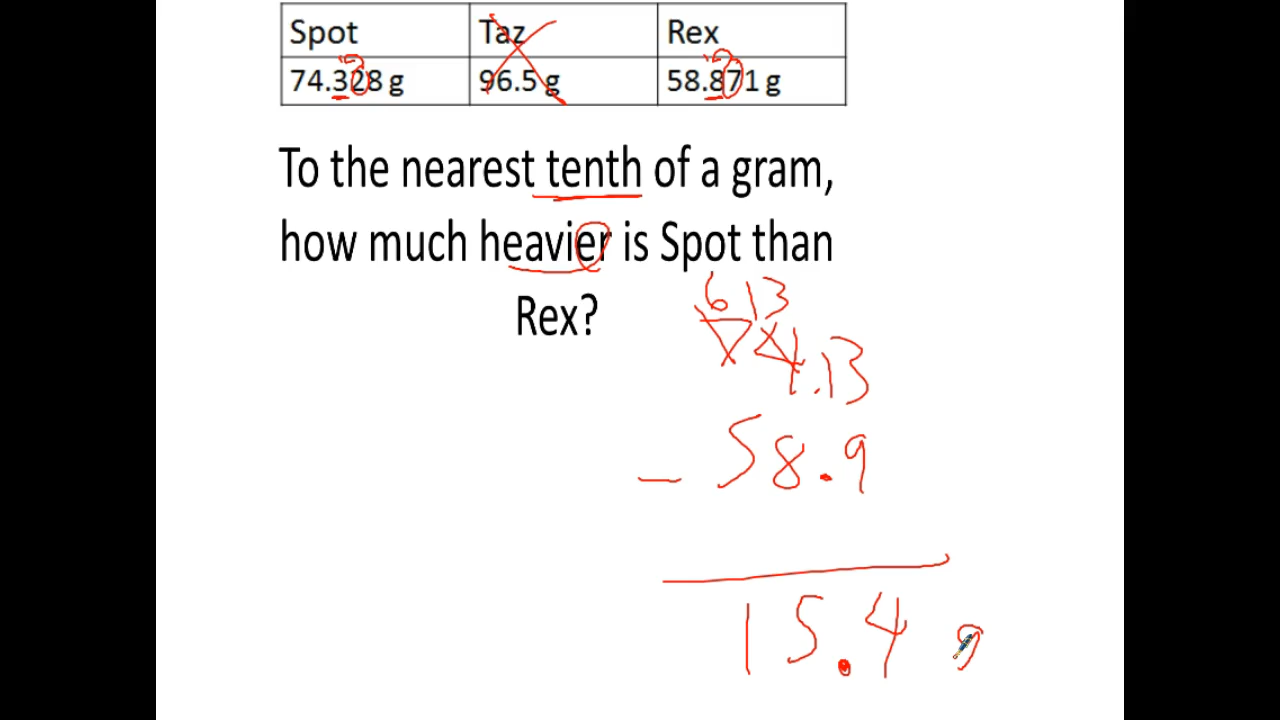 Spot Taz Rex
74.328 g 96.5 g 58.871 g
To the nearest tenth of a gram,
how much heavier is Spot than
Rex?
6 13
74.13
- 58.9
15.4 g